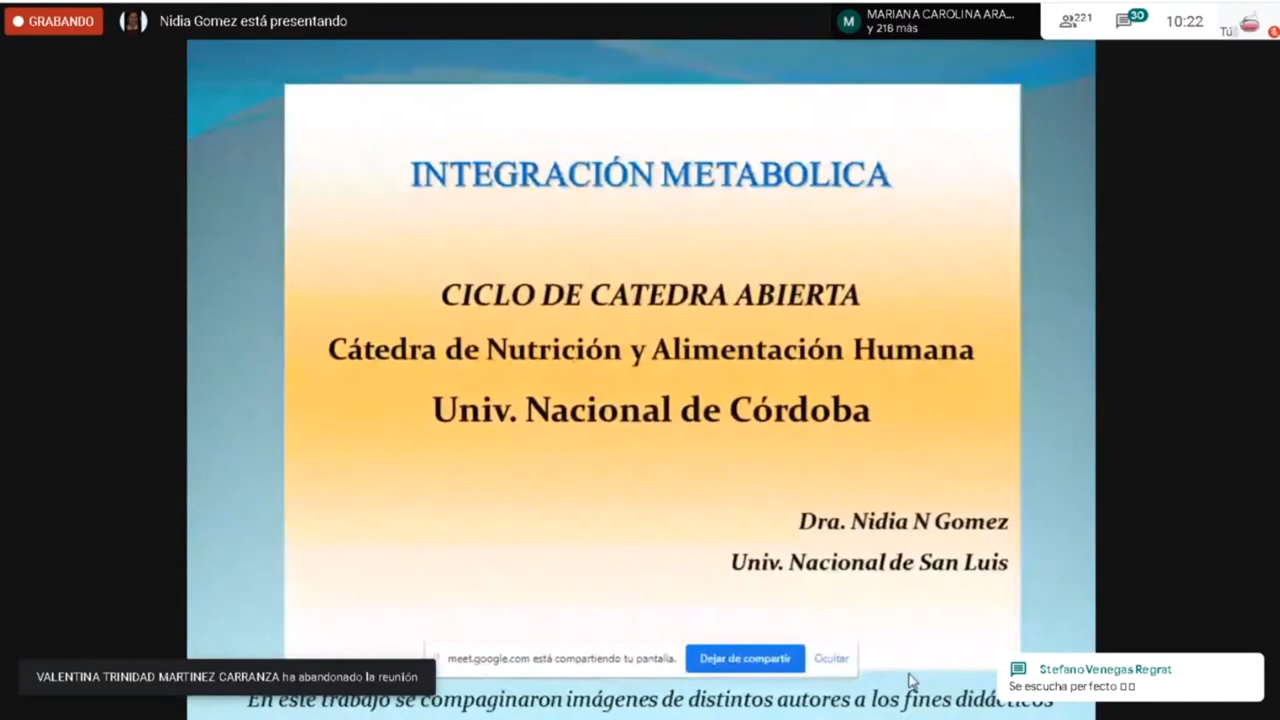 GRABANDO
Nidia Gomez está presentando
M
MARIANA CAROLINA ARA...
y 218 más
221
30
10:22
Tú
INTEGRACIÓN METABOLICA
CICLO DE CATEDRA ABIERTA
Cátedra de Nutrición y Alimentación Humana
Univ. Nacional de Córdoba
Dra. Nidia N Gomez
Univ. Nacional de San Luis
meet.google.com está compartiendo tu pantalla.
Dejar de compartir
Ocultar
VALENTINA TRINIDAD MARTINEZ CARRANZA ha abandonado la reunión
Stefano Venegas Regrat
Se escucha perfecto
En este trabajo se compaginaron imágenes de distintos autores a los fines didácticos